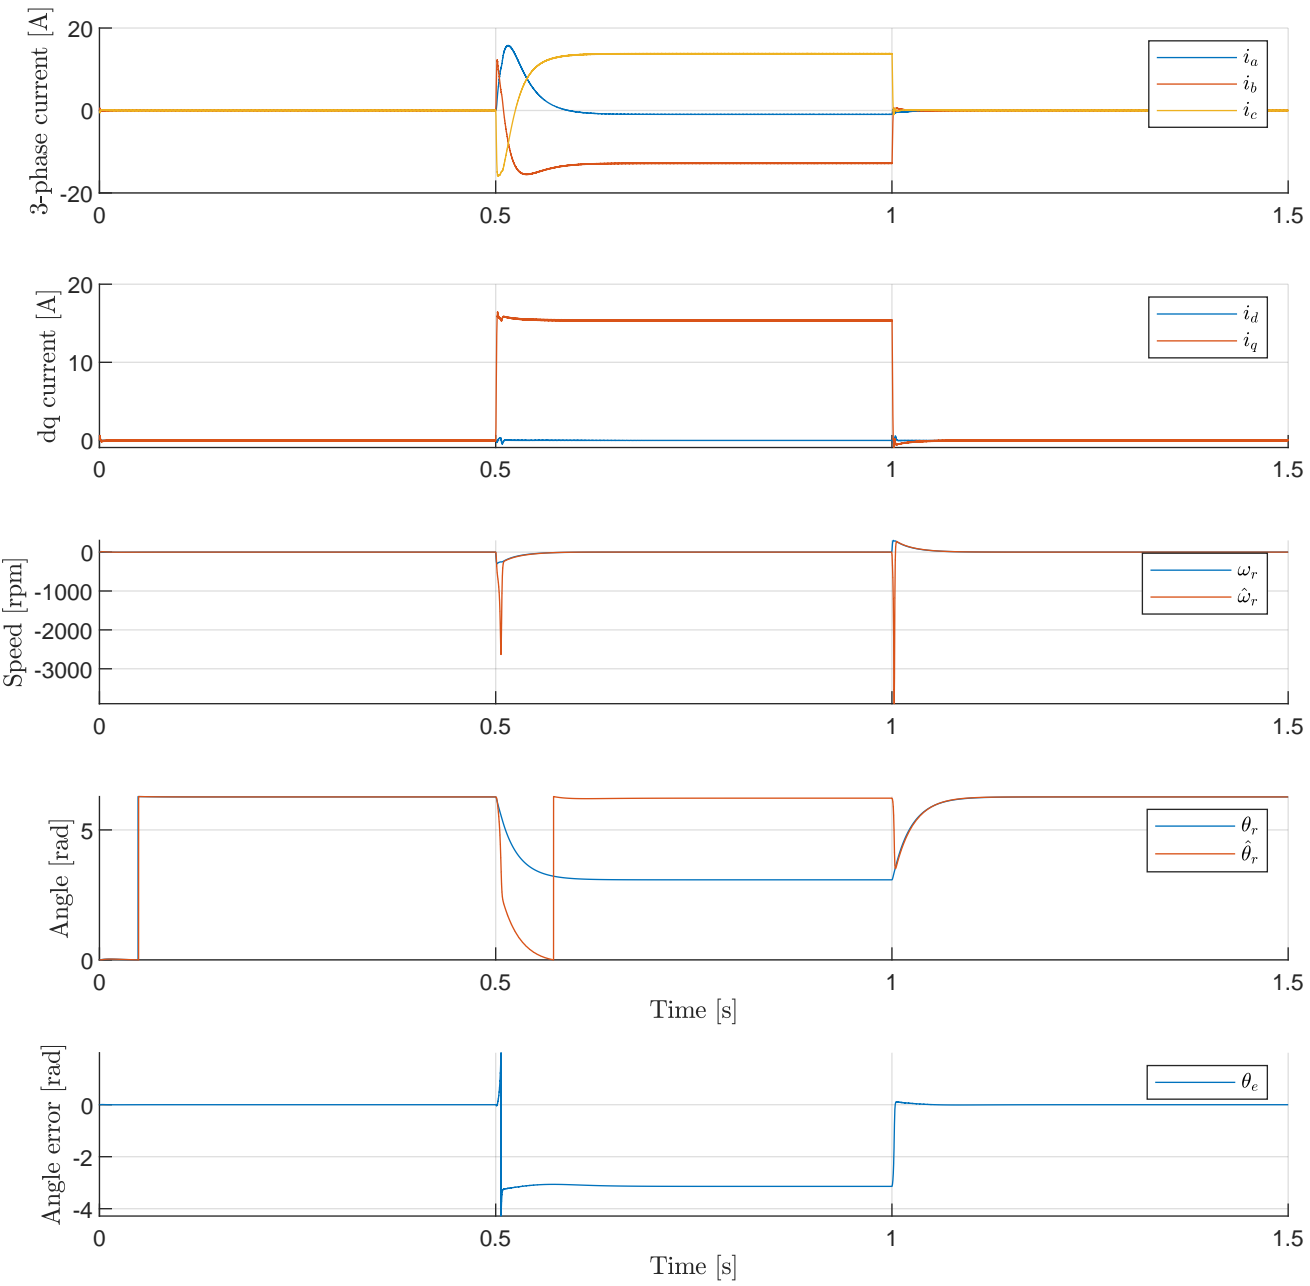 3-phase current [A]
20
0
-20
0 0.5 1 1.5
i_a
i_b
i_c
dq current [A]
20
10
0
0 0.5 1 1.5
i_d
i_q
Speed [rpm]
0
-1000
-2000
-3000
0 0.5 1 1.5
ω_r
ω̂_r
Angle [rad]
5
0
0 0.5 1 1.5
Time [s]
θ_r
θ̂_r
Angle error [rad]
0
-2
-4
0 0.5 1 1.5
Time [s]
θ_e